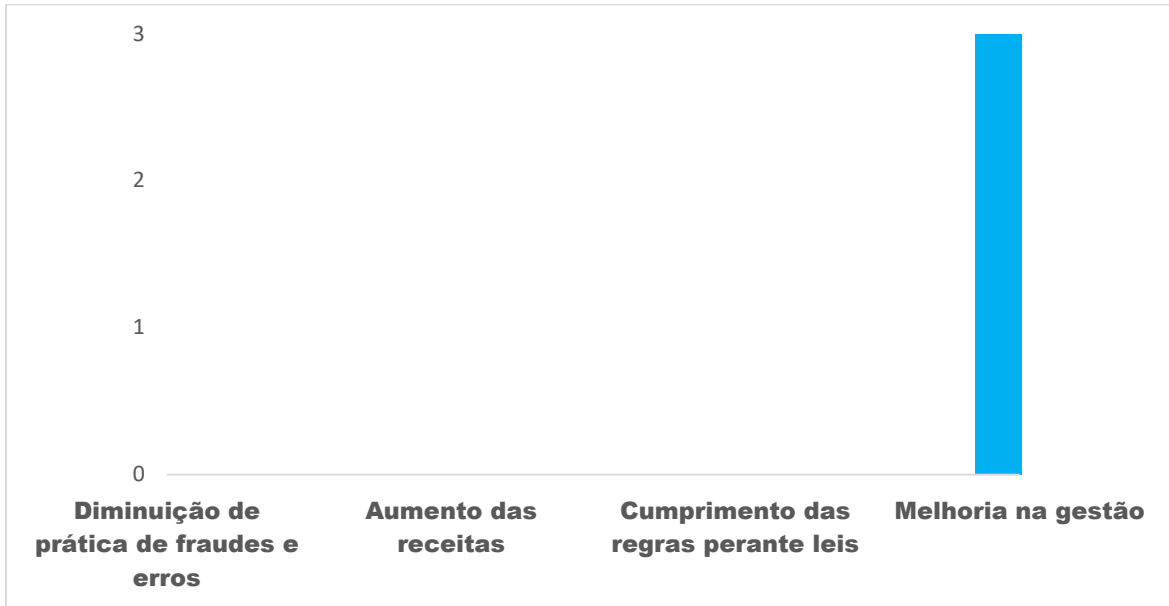 3
2
1
0
Diminuição de
prática de fraudes e
erros
Aumento das
receitas
Cumprimento das
regras perante leis
Melhoria na gestão